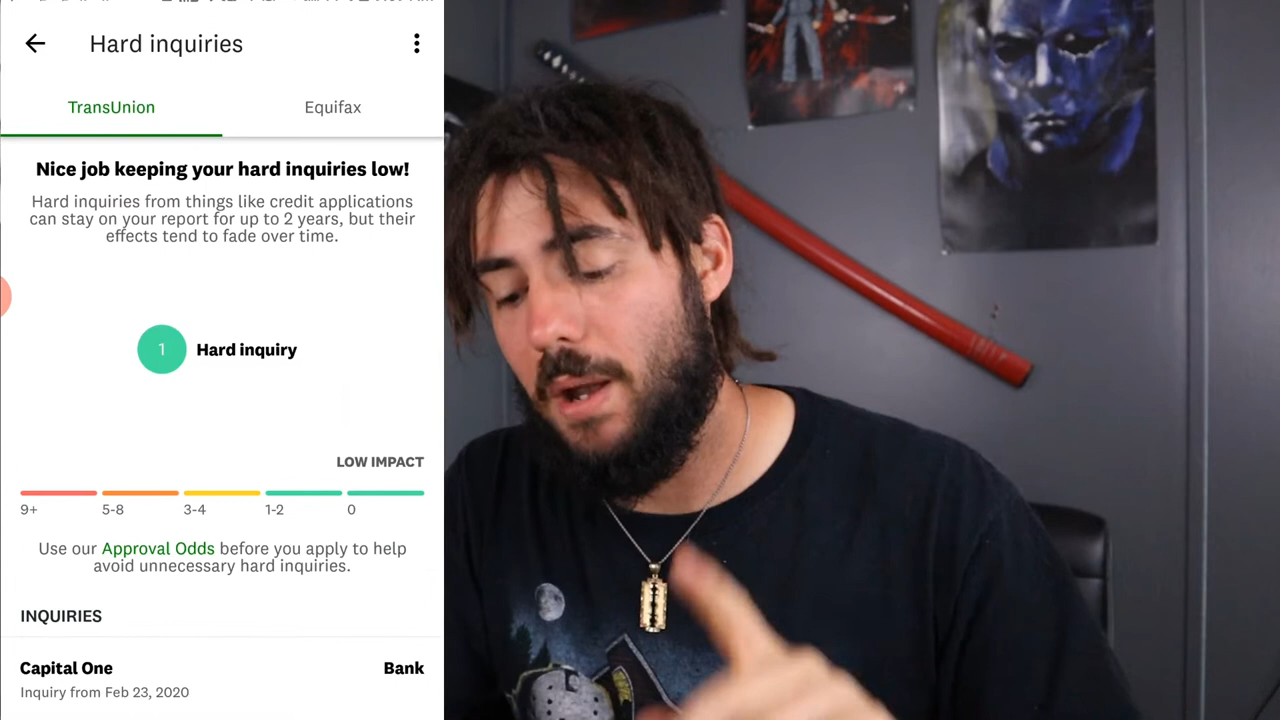 Hard inquiries
TransUnion
Equifax
Nice job keeping your hard inquiries low!
Hard inquiries from things like credit applications
can stay on your report for up to 2 years, but their
effects tend to fade over time.
1 Hard inquiry
LOW IMPACT
9+ 5-8 3-4 1-2 0
Use our Approval Odds before you apply to help
avoid unnecessary hard inquiries.
INQUIRIES
Capital One Bank
Inquiry from Feb 23, 2020